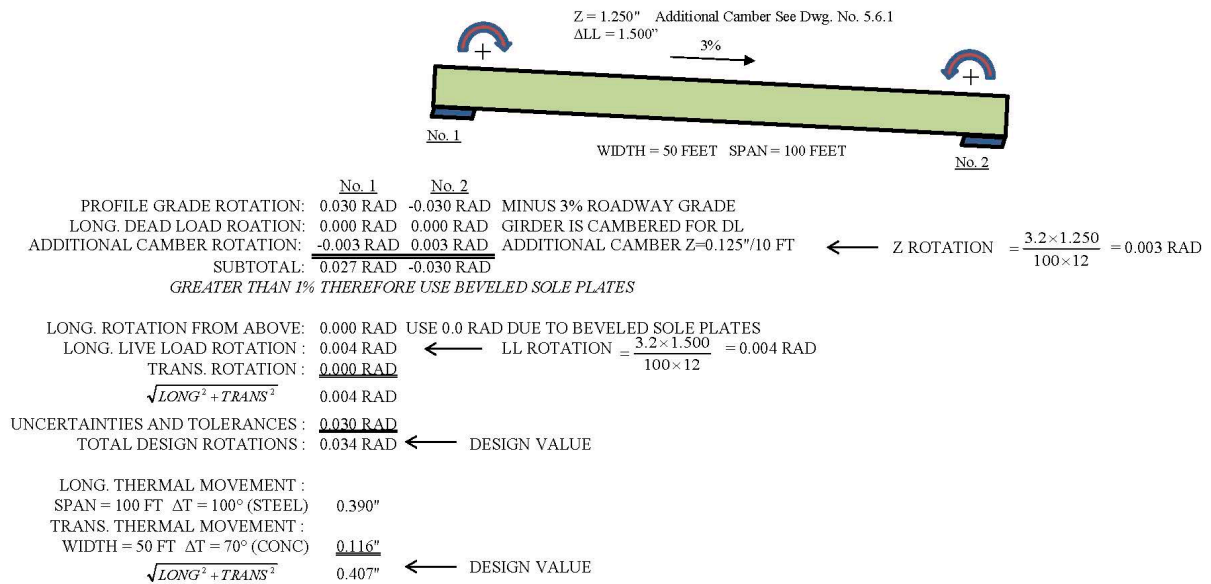 Z = 1.250" Additional Camber See Dwg. No. 5.6.1
ΔLL = 1.500"
3%
+
+
No. 1
WIDTH = 50 FEET SPAN = 100 FEET
No. 2
No. 1 No. 2
PROFILE GRADE ROTATION: 0.030 RAD -0.030 RAD MINUS 3% ROADWAY GRADE
LONG. DEAD LOAD ROATION: 0.000 RAD 0.000 RAD GIRDER IS CAMBERED FOR DL
ADDITIONAL CAMBER ROTATION: -0.003 RAD 0.003 RAD ADDITIONAL CAMBER Z=0.125"/10 FT ← Z ROTATION = 3.2×1.250 / 100×12 = 0.003 RAD
SUBTOTAL: 0.027 RAD -0.030 RAD
GREATER THAN 1% THEREFORE USE BEVELED SOLE PLATES
LONG. ROTATION FROM ABOVE: 0.000 RAD USE 0.0 RAD DUE TO BEVELED SOLE PLATES
LONG. LIVE LOAD ROTATION : 0.004 RAD ← LL ROTATION = 3.2×1.500 / 100×12 = 0.004 RAD
TRANS. ROTATION : 0.000 RAD
√LONG² + TRANS² 0.004 RAD
UNCERTAINTIES AND TOLERANCES : 0.030 RAD
TOTAL DESIGN ROTATIONS : 0.034 RAD ← DESIGN VALUE
LONG. THERMAL MOVEMENT :
SPAN = 100 FT ΔT = 100° (STEEL) 0.390"
TRANS. THERMAL MOVEMENT :
WIDTH = 50 FT ΔT = 70° (CONC) 0.116"
√LONG² + TRANS² 0.407" ← DESIGN VALUE